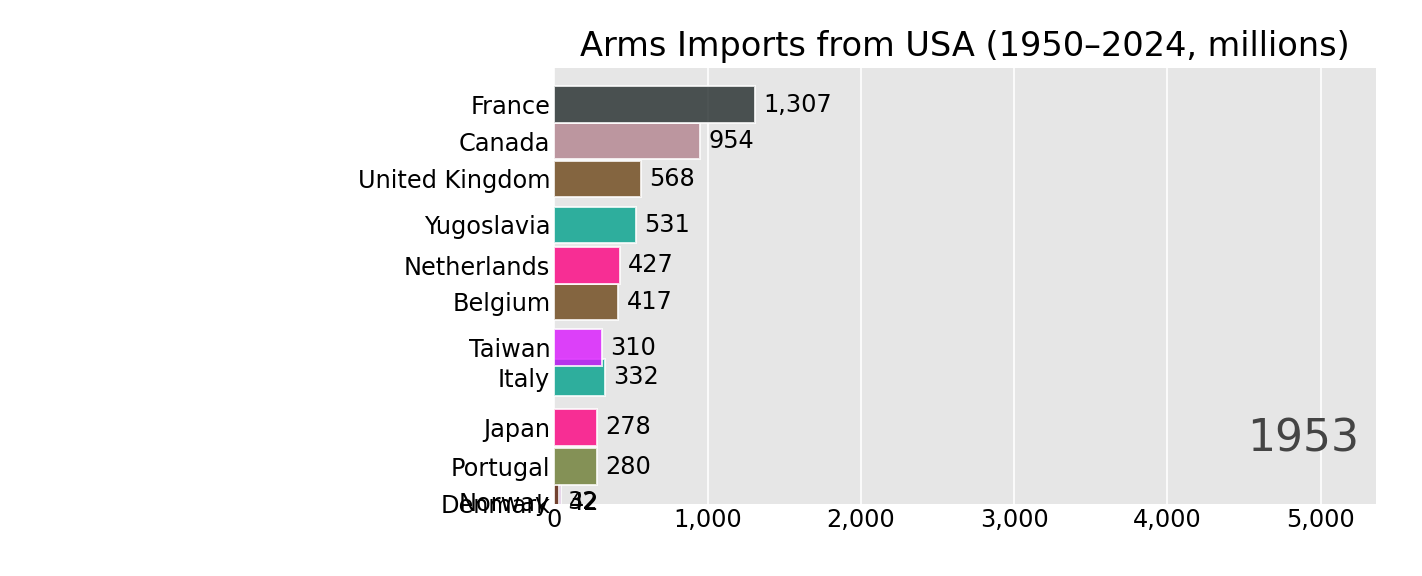 Arms Imports from USA (1950–2024, millions)
France 1,307
Canada 954
United Kingdom 568
Yugoslavia 531
Netherlands 427
Belgium 417
Taiwan 310
Italy 332
Japan 278
1953
Portugal 280
Norway
Denmark
0 1,000 2,000 3,000 4,000 5,000